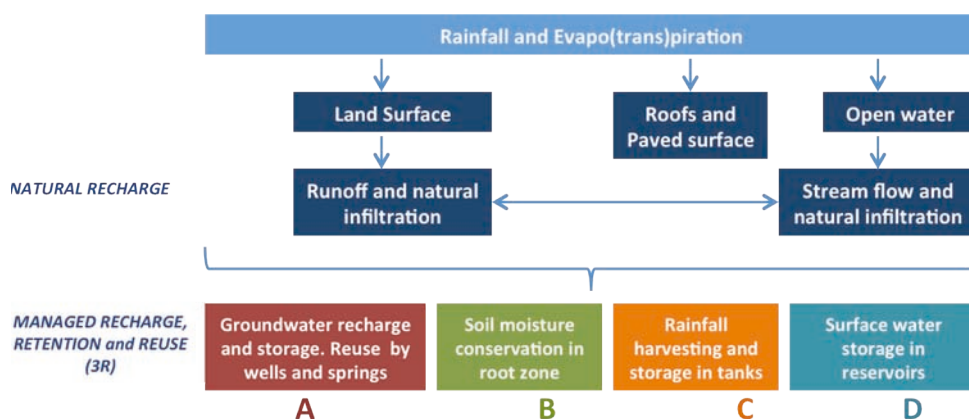 Rainfall and Evapo(trans)piration
Land Surface
Roofs and
Paved surface
Open water
NATURAL RECHARGE
Runoff and natural
infiltration
Stream flow and
natural infiltration
MANAGED RECHARGE,
RETENTION and REUSE
(3R)
Groundwater recharge
and storage. Reuse by
wells and springs
Soil moisture
conservation in
root zone
Rainfall
harvesting and
storage in tanks
Surface water
storage in
reservoirs
A
B
C
D